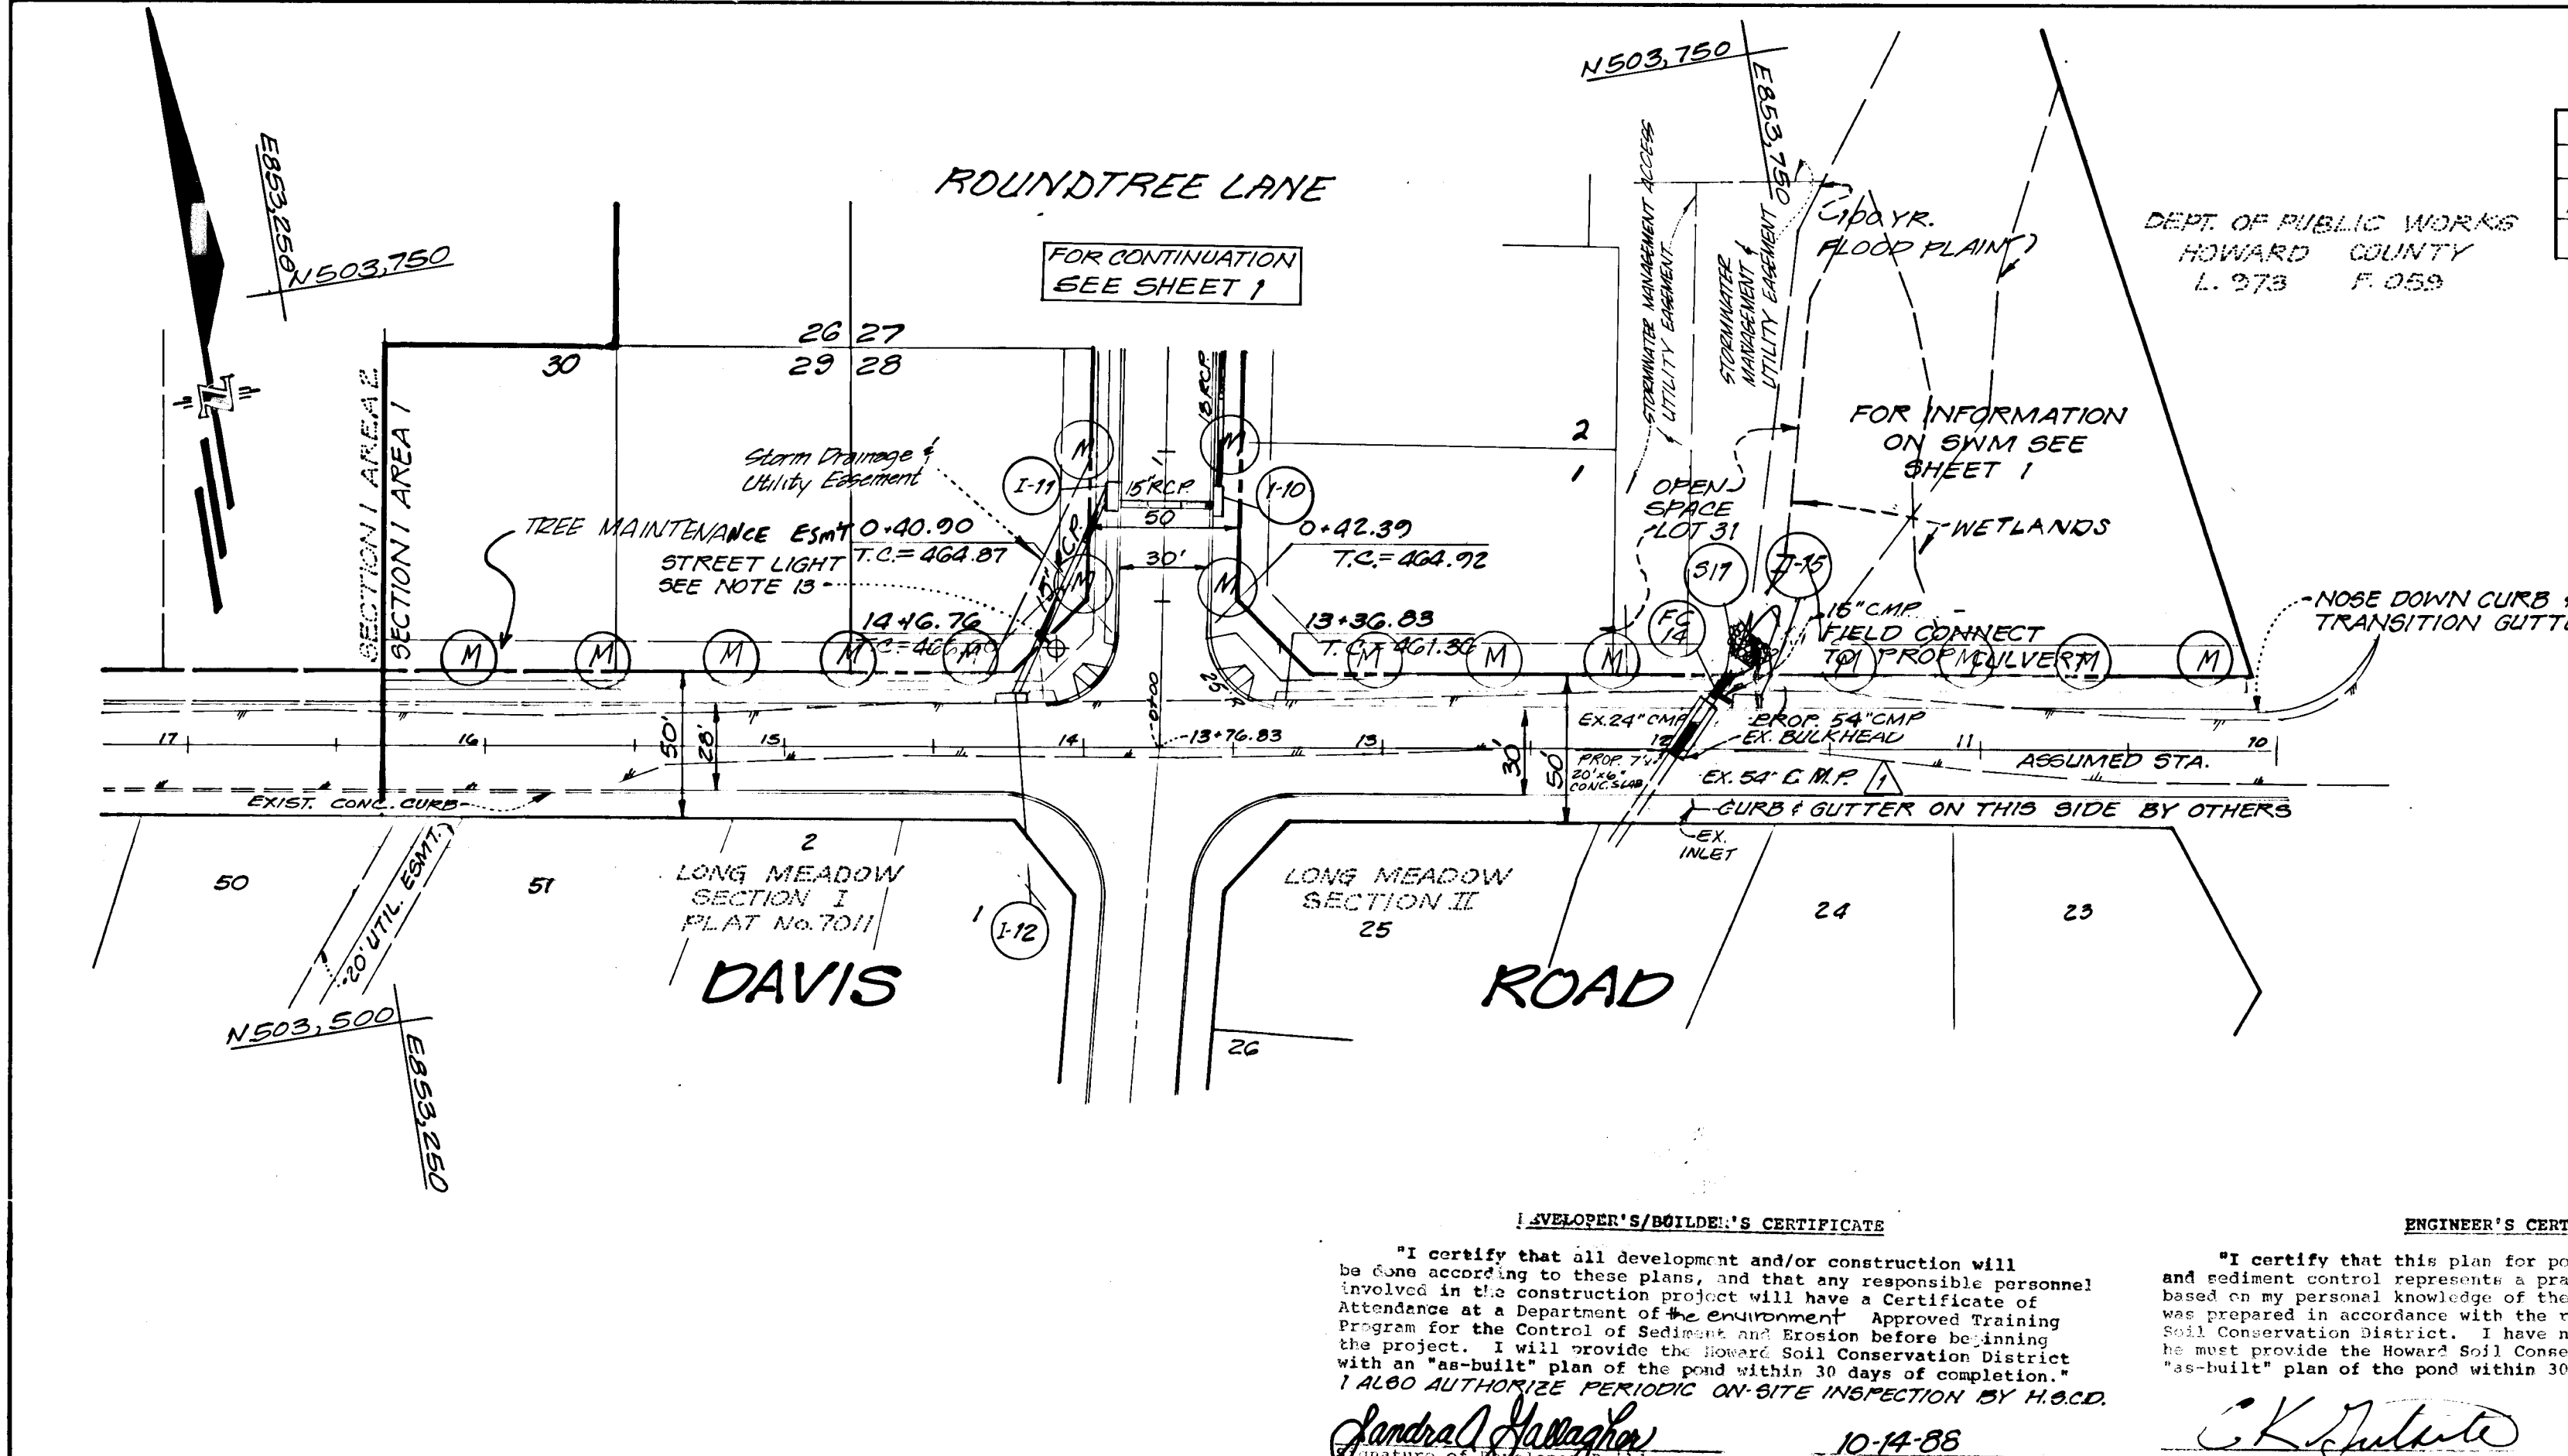 N503,750
E853,750
E853,250
N503,750
ROUNDTREE LANE
FOR CONTINUATION
SEE SHEET 1
STORMWATER MANAGEMENT ACCESS
& UTILITY EASEMENT
STORMWATER
MANAGEMENT &
UTILITY EASEMENT
100 YR.
FLOOD PLAIN
DEPT. OF PUBLIC WORKS
HOWARD COUNTY
L. 973 F. 059
26 27
30 29 28
18" RCP.
SECTION 1 AREA 2
SECTION 1 AREA 1
Storm Drainage &
Utility Easement
M
M
I-11
15" RCP.
I-10
2
1
FOR INFORMATION
ON SWM SEE
SHEET 1
OPEN
SPACE
LOT 31
WETLANDS
TREE MAINTENANCE Esmt
0+40.90
T.C.= 464.87
50
0+42.39
T.C.= 464.92
STREET LIGHT
SEE NOTE 13
15" R.C.P.
30'
M
M
S17
I-15
FC
14
15" CMP
FIELD CONNECT
TO PROP. CULVERT
NOSE DOWN CURB &
TRANSITION
14+16.76
13+36.83
T.C.= 461.36
M M M M M M M M M M M M
25' R
0+00
50'
28'
17 16 15 14 13+76.83 13 12 11 10
EX. 24" CMP
PROP. 54" CMP
EX. BULKHEAD
ASSUMED STA.
30'
50'
PROP. 7'x
20'x6"
CONC. SLAB
EX. 54" C.M.P.
1
EXIST. CONC. CURB
CURB & GUTTER ON THIS SIDE BY OTHERS
EX.
INLET
20' UTIL. ESMT.
50
51
2
LONG MEADOW
SECTION I
PLAT No. 7011
1
I-12
LONG MEADOW
SECTION II
25
24
23
DAVIS ROAD
26
N503,500
E853,250
DEVELOPER'S/BUILDER'S CERTIFICATE
"I certify that all development and/or construction will
be done according to these plans, and that any responsible personnel
involved in the construction project will have a Certificate of
Attendance at a Department of the environment Approved Training
Program for the Control of Sediment and Erosion before beginning
the project. I will provide the Howard Soil Conservation District
with an "as-built" plan of the pond within 30 days of completion."
I ALSO AUTHORIZE PERIODIC ON-SITE INSPECTION BY H.S.C.D.
Sandra A Gallagher
10-14-88
ENGINEER'S CERT
"I certify that this plan for po
and sediment control represents a pra
based on my personal knowledge of the
was prepared in accordance with the r
Soil Conservation District. I have n
he must provide the Howard Soil Conse
"as-built" plan of the pond within 30